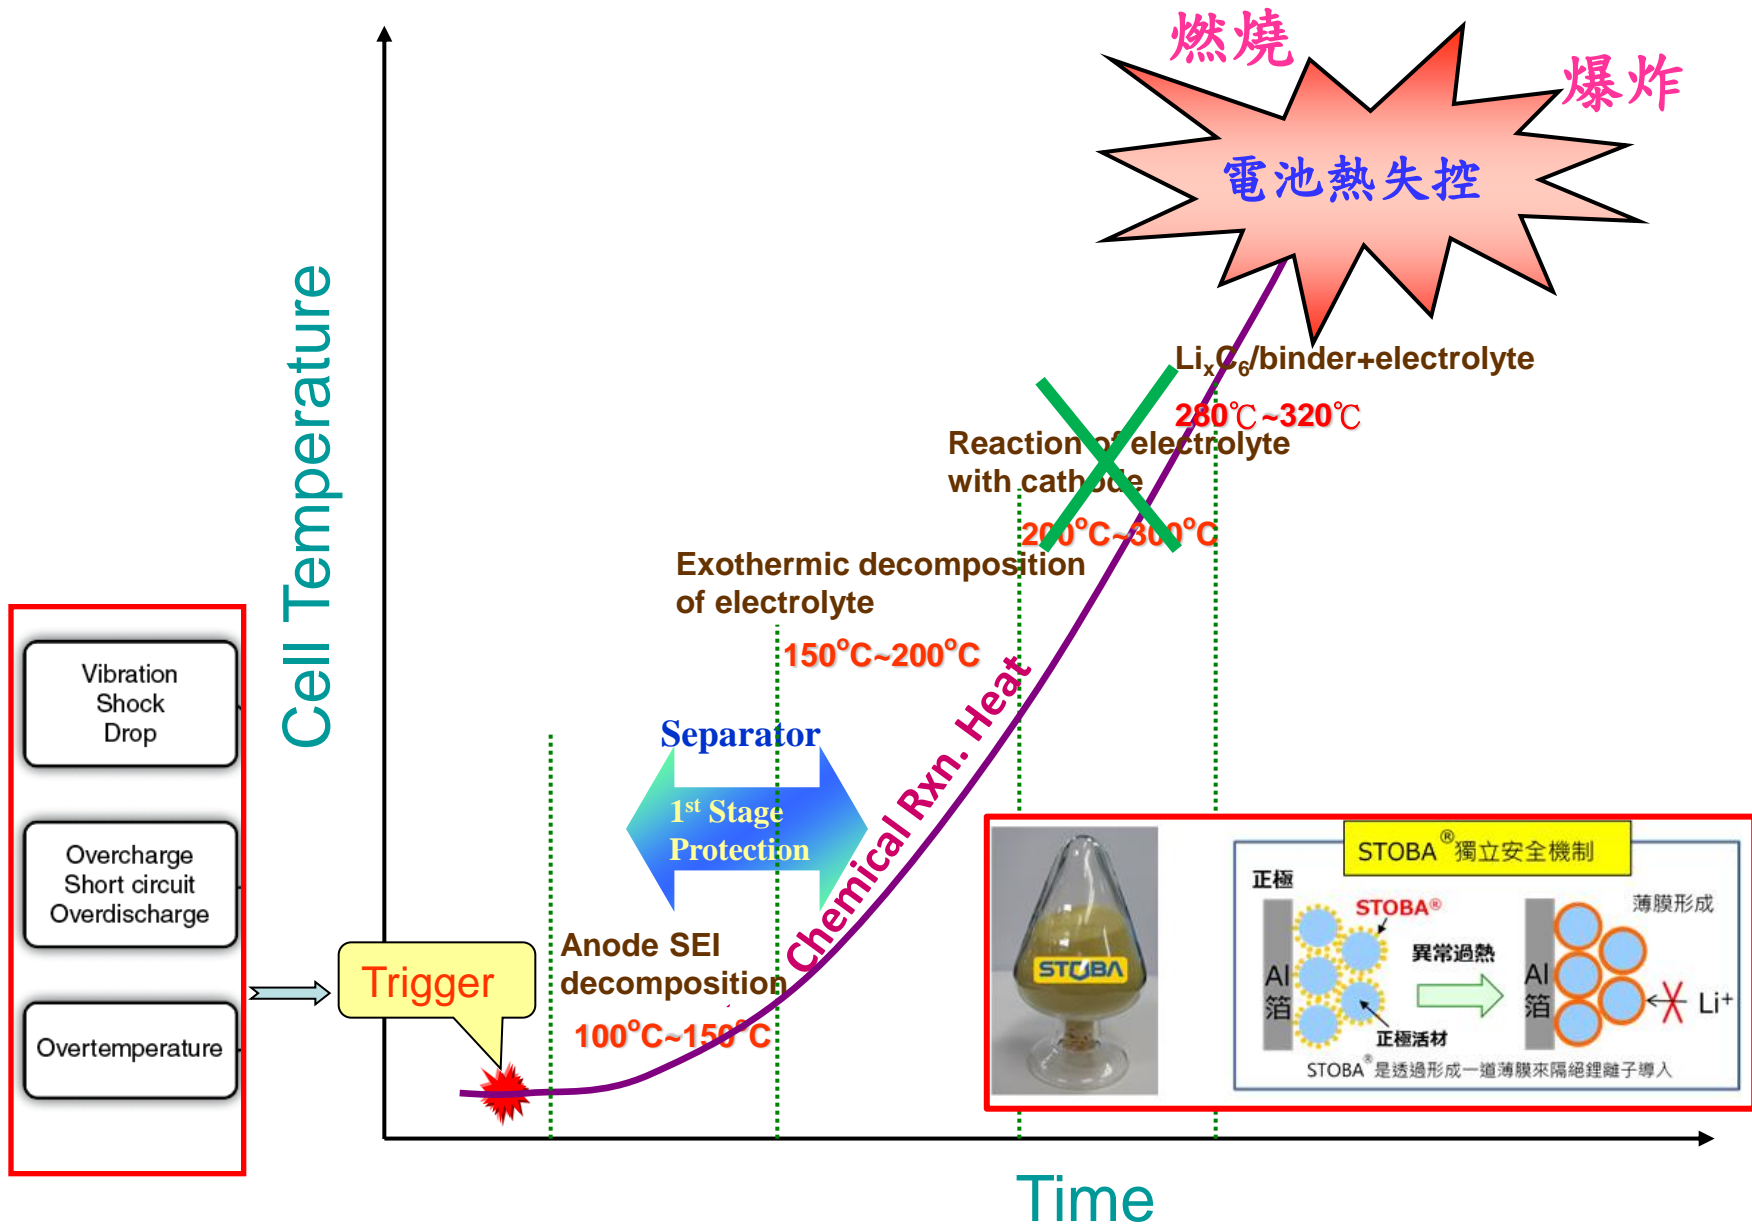 燃燒
爆炸
電池熱失控
Cell Temperature
LiₓC₆/binder+electrolyte
280℃~320℃
Reaction of electrolyte
with cathode
200°C~300°C
Exothermic decomposition
of electrolyte
150°C~200°C
Separator
1st Stage
Protection
Chemical Rxn. Heat
Anode SEI
decomposition
100°C~150°C
Vibration
Shock
Drop
Overcharge
Short circuit
Overdischarge
Overtemperature
Trigger
STOBA
STOBA®獨立安全機制
正極
STOBA®
Al
箔
正極活材
異常過熱
薄膜形成
Al
箔
Li⁺
STOBA®是透過形成一道薄膜來隔絕鋰離子導入
Time